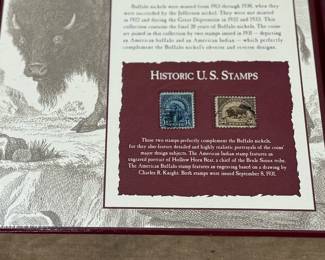 Buffalo nickels were minted from 1913 through 1938, when they
were succeeded by the Jefferson nickel. They were not minted
in 1922 and during the Great Depression in 1932 and 1933. This
collection contains the final 20 years of Buffalo nickels. The coins
are paired in this collection by two stamps issued in 1931 — depicting
an American buffalo and an American Indian — which perfectly
complement the Buffalo nickel's obverse and reverse designs.
HISTORIC U.S. STAMPS
These two stamps perfectly complement the Buffalo nickels,
for they also feature detailed and highly realistic portrayals of the coins'
major design subjects. The American Indian stamp features an
engraved portrait of Hollow Horn Bear, a chief of the Brule Sioux tribe.
The American Buffalo stamp features an engraving based on a drawing by
Charles R. Knight. Both stamps were issued September 8, 1931.